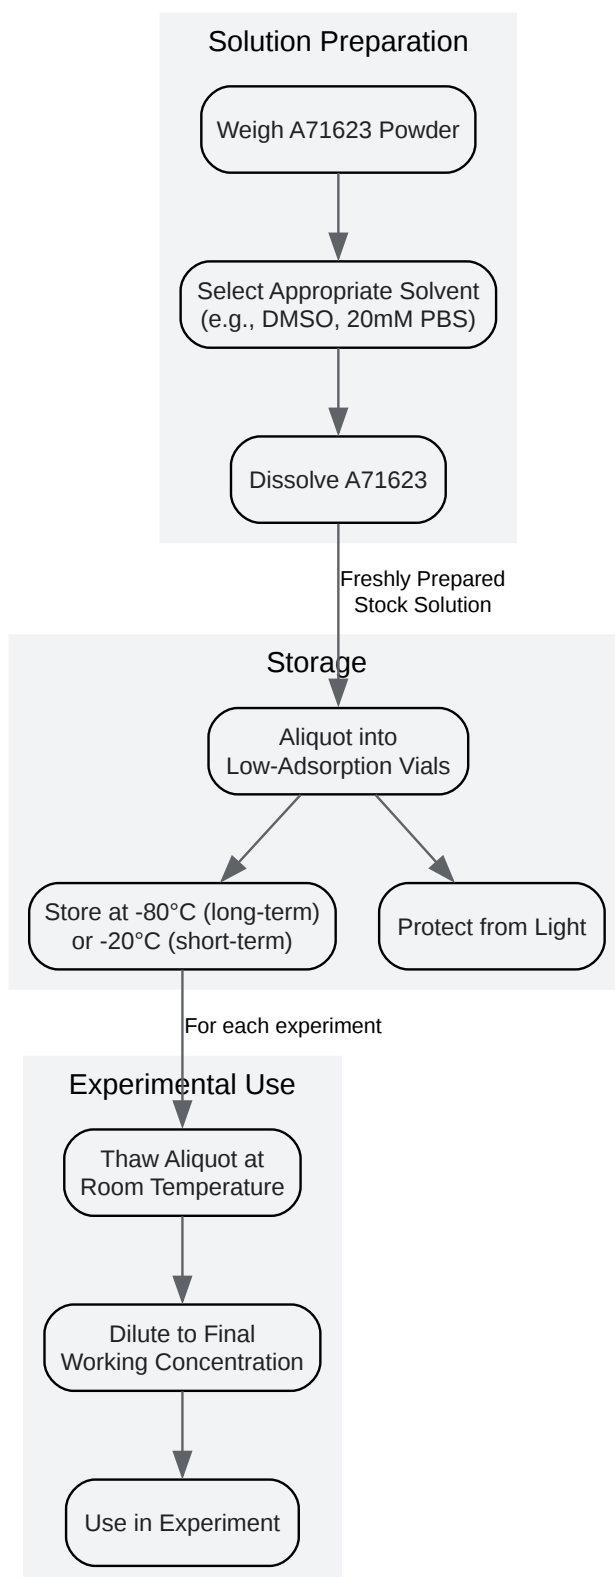 Solution Preparation
Weigh A71623 Powder
Select Appropriate Solvent
(e.g., DMSO, 20mM PBS)
Dissolve A71623
Freshly Prepared
Stock Solution
Storage
Aliquot into
Low-Adsorption Vials
Store at -80°C (long-term)
or -20°C (short-term)
Protect from Light
For each experiment
Experimental Use
Thaw Aliquot at
Room Temperature
Dilute to Final
Working Concentration
Use in Experiment